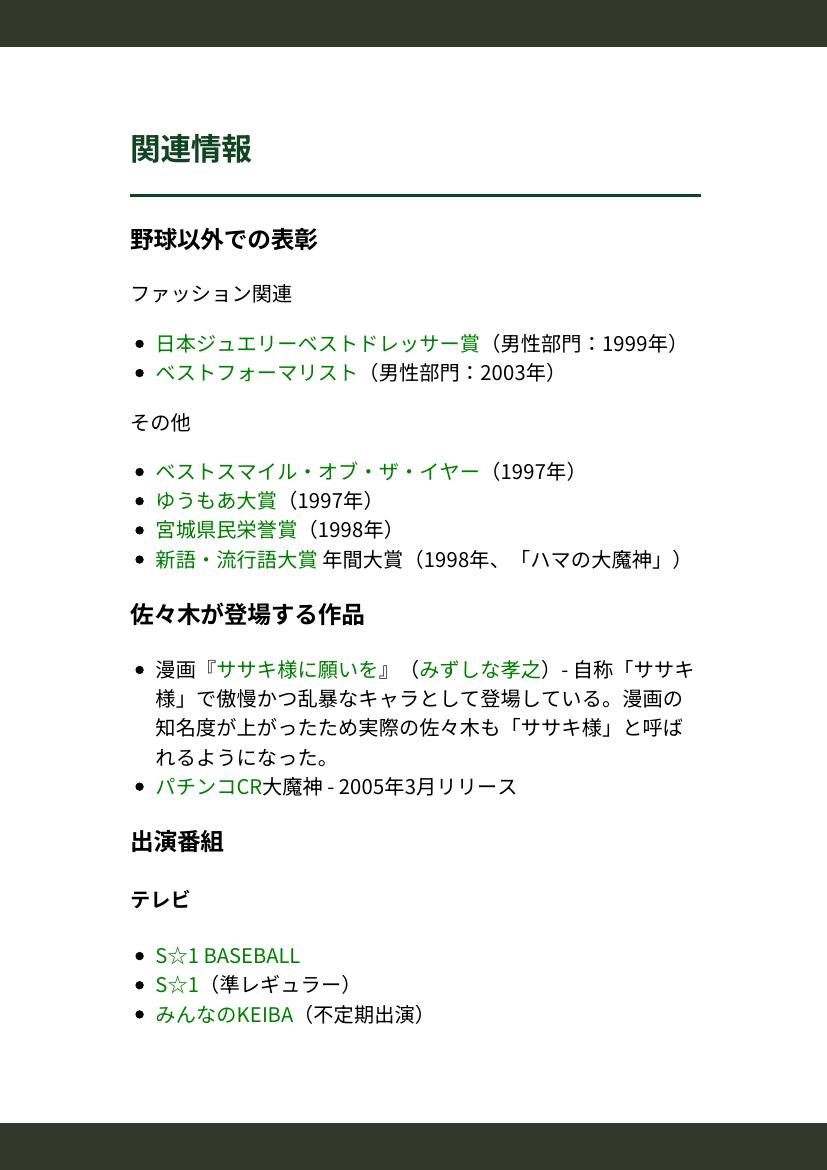 関連情報
野球以外での表彰
ファッション関連
• 日本ジュエリーベストドレッサー賞（男性部門：1999年）
• ベストフォーマリスト（男性部門：2003年）
その他
• ベストスマイル・オブ・ザ・イヤー（1997年）
• ゆうもあ大賞（1997年）
• 宮城県民栄誉賞（1998年）
• 新語・流行語大賞 年間大賞（1998年、「ハマの大魔神」）
佐々木が登場する作品
• 漫画『ササキ様に願いを』（みずしな孝之）- 自称「ササキ
様」で傲慢かつ乱暴なキャラとして登場している。漫画の
知名度が上がったため実際の佐々木も「ササキ様」と呼ば
れるようになった。
• パチンコCR大魔神 - 2005年3月リリース
出演番組
テレビ
• S☆1 BASEBALL
• S☆1（準レギュラー）
• みんなのKEIBA（不定期出演）